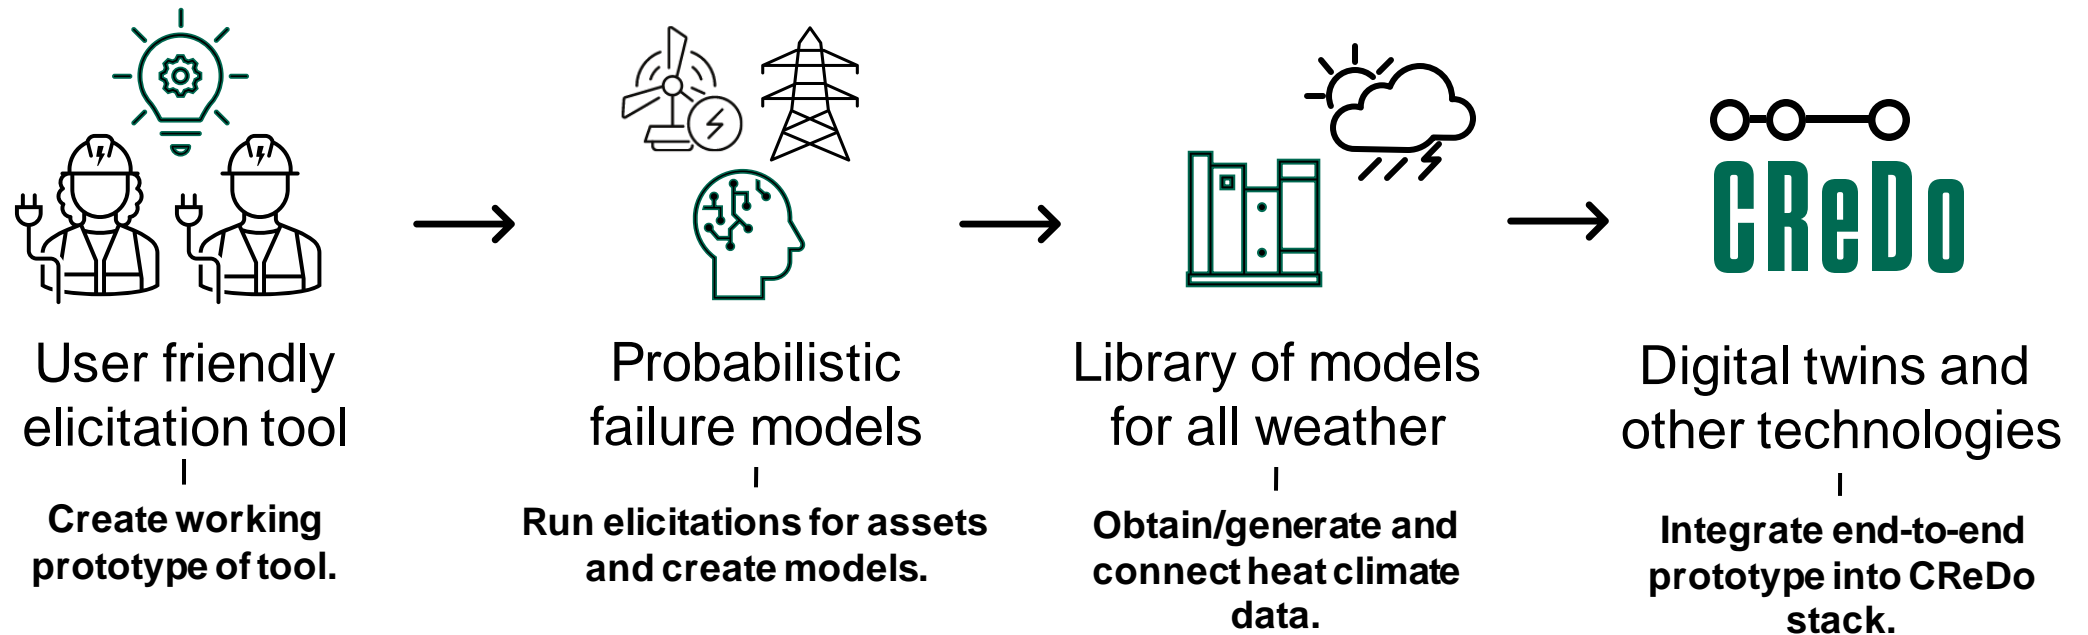 CReDo
User friendly
elicitation tool
Create working
prototype of tool.
Probabilistic
failure models
Run elicitations for assets
and create models.
Library of models
for all weather
Obtain/generate and
connect heat climate
data.
Digital twins and
other technologies
Integrate end-to-end
prototype into CReDo
stack.